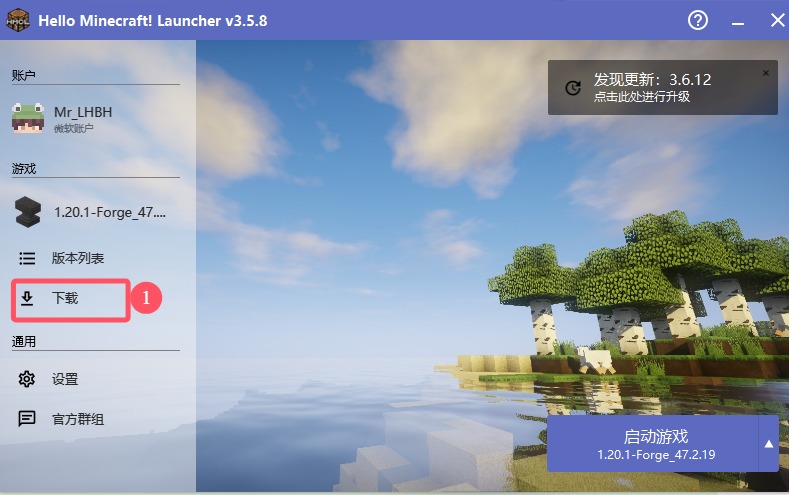 Hello Minecraft! Launcher v3.5.8
账户
Mr_LHBH
微软账户
游戏
1.20.1-Forge_47....
版本列表
下载
1
通用
设置
官方群组
发现更新：3.6.12
点击此处进行升级
启动游戏
1.20.1-Forge_47.2.19